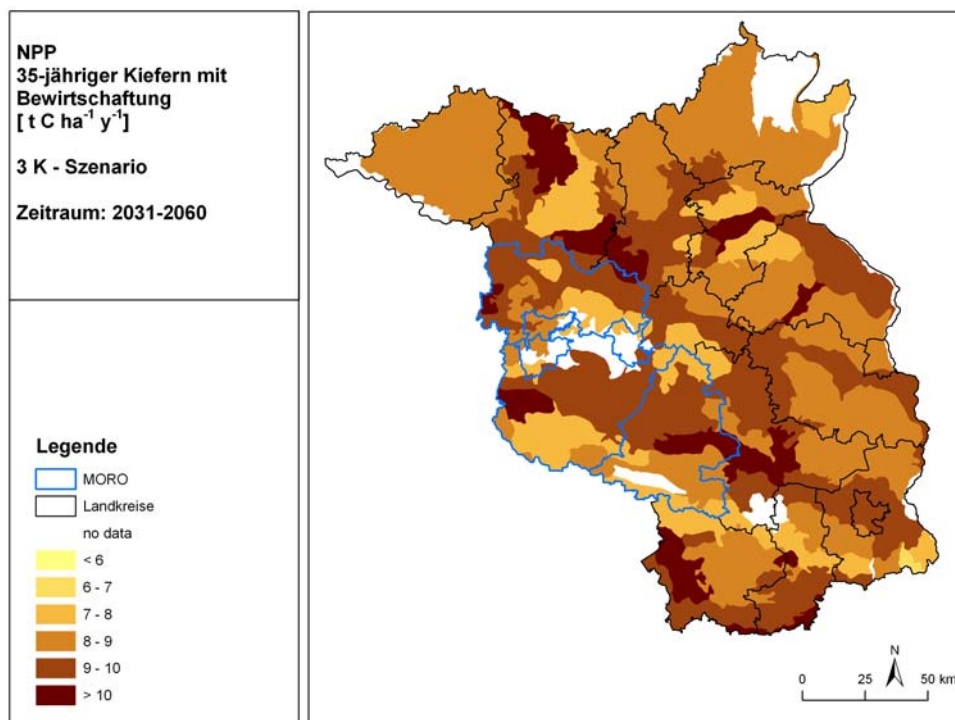 NPP
35-jähriger Kiefern mit
Bewirtschaftung
[ t C ha⁻¹ y⁻¹]
3 K - Szenario
Zeitraum: 2031-2060
Legende
MORO
Landkreise
no data
< 6
6 - 7
7 - 8
8 - 9
9 - 10
> 10
N
0 25 50 km